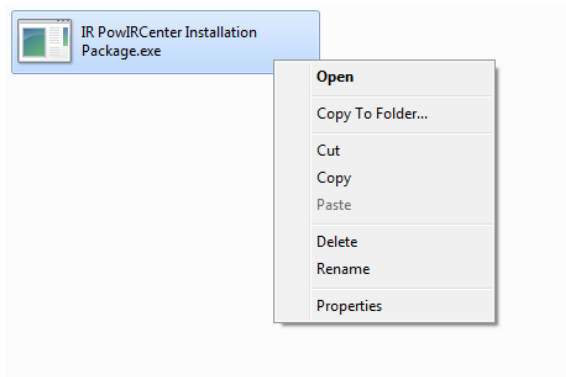 IR PowIRCenter Installation
Package.exe
Open
Copy To Folder...
Cut
Copy
Paste
Delete
Rename
Properties